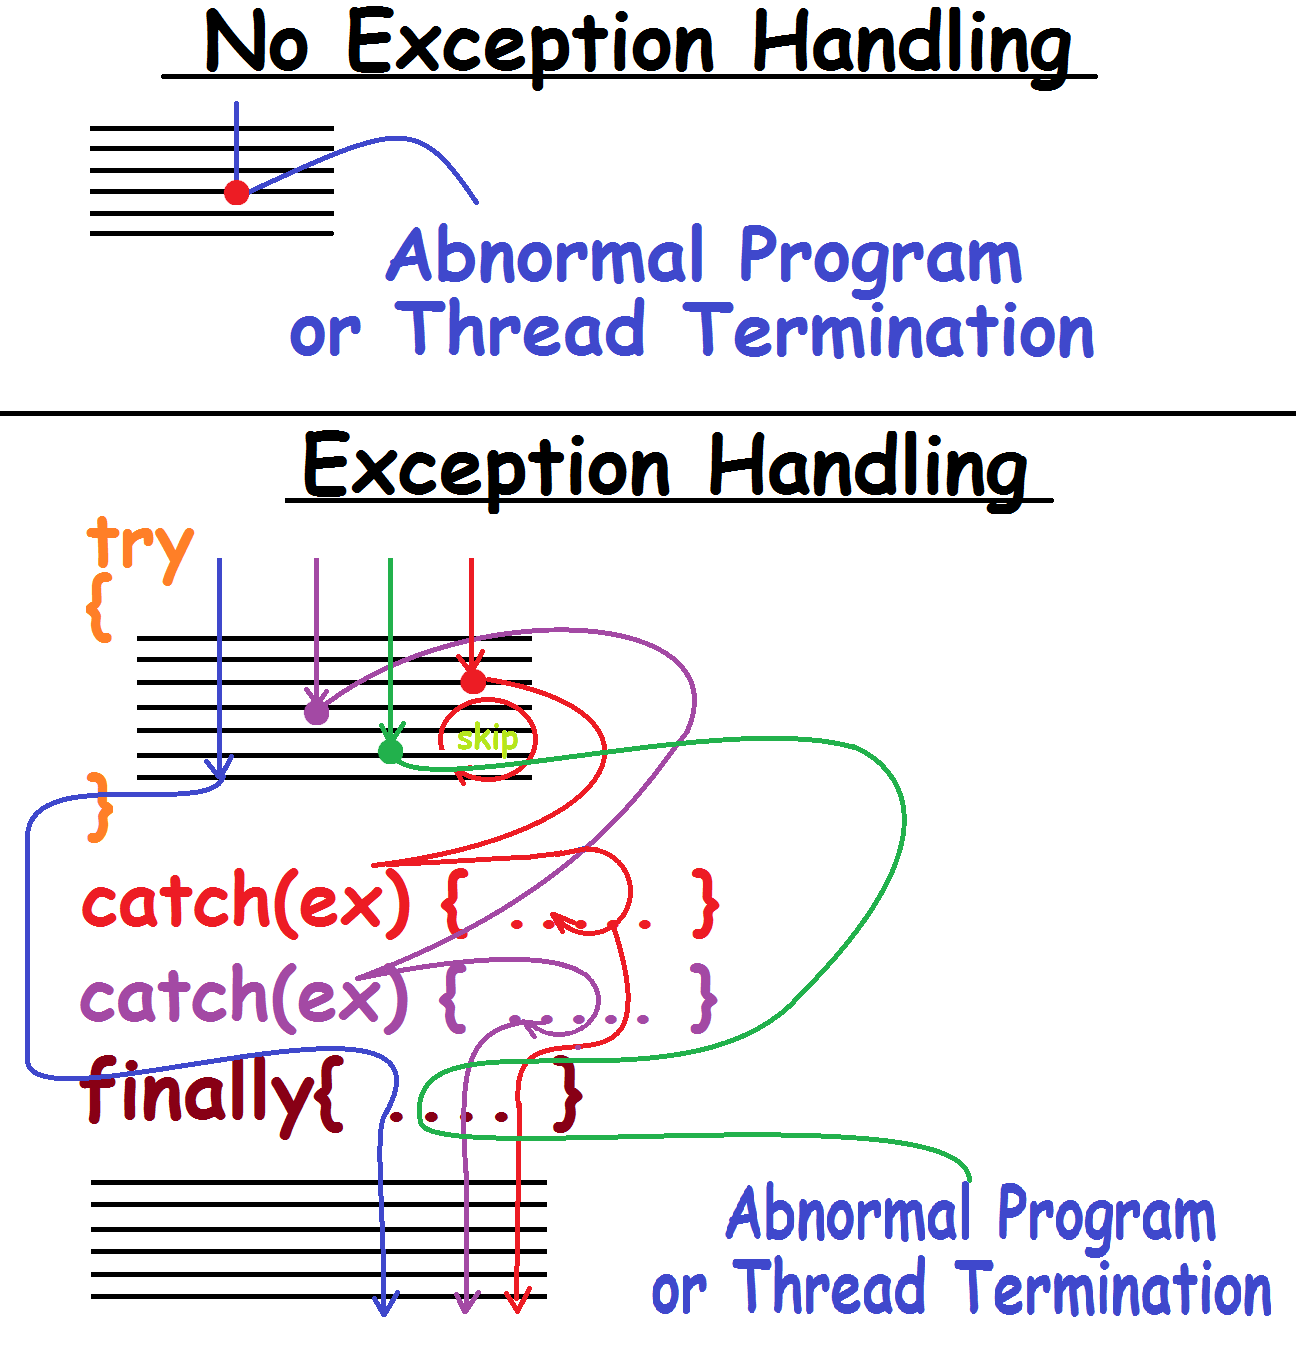 No Exception Handling
Abnormal Program
or Thread Termination
Exception Handling
try
{
skip
}
catch(ex) { ..... }
catch(ex) { ..... }
finally{ .... }
Abnormal Program
or Thread Termination